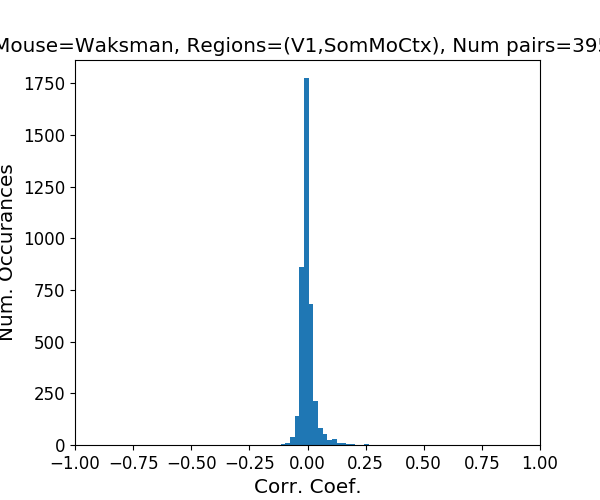 Mouse=Waksman, Regions=(V1,SomMoCtx), Num pairs=395
1750
1500
1250
1000
750
500
250
0
Num. Occurances
−1.00 −0.75 −0.50 −0.25 0.00 0.25 0.50 0.75 1.00
Corr. Coef.